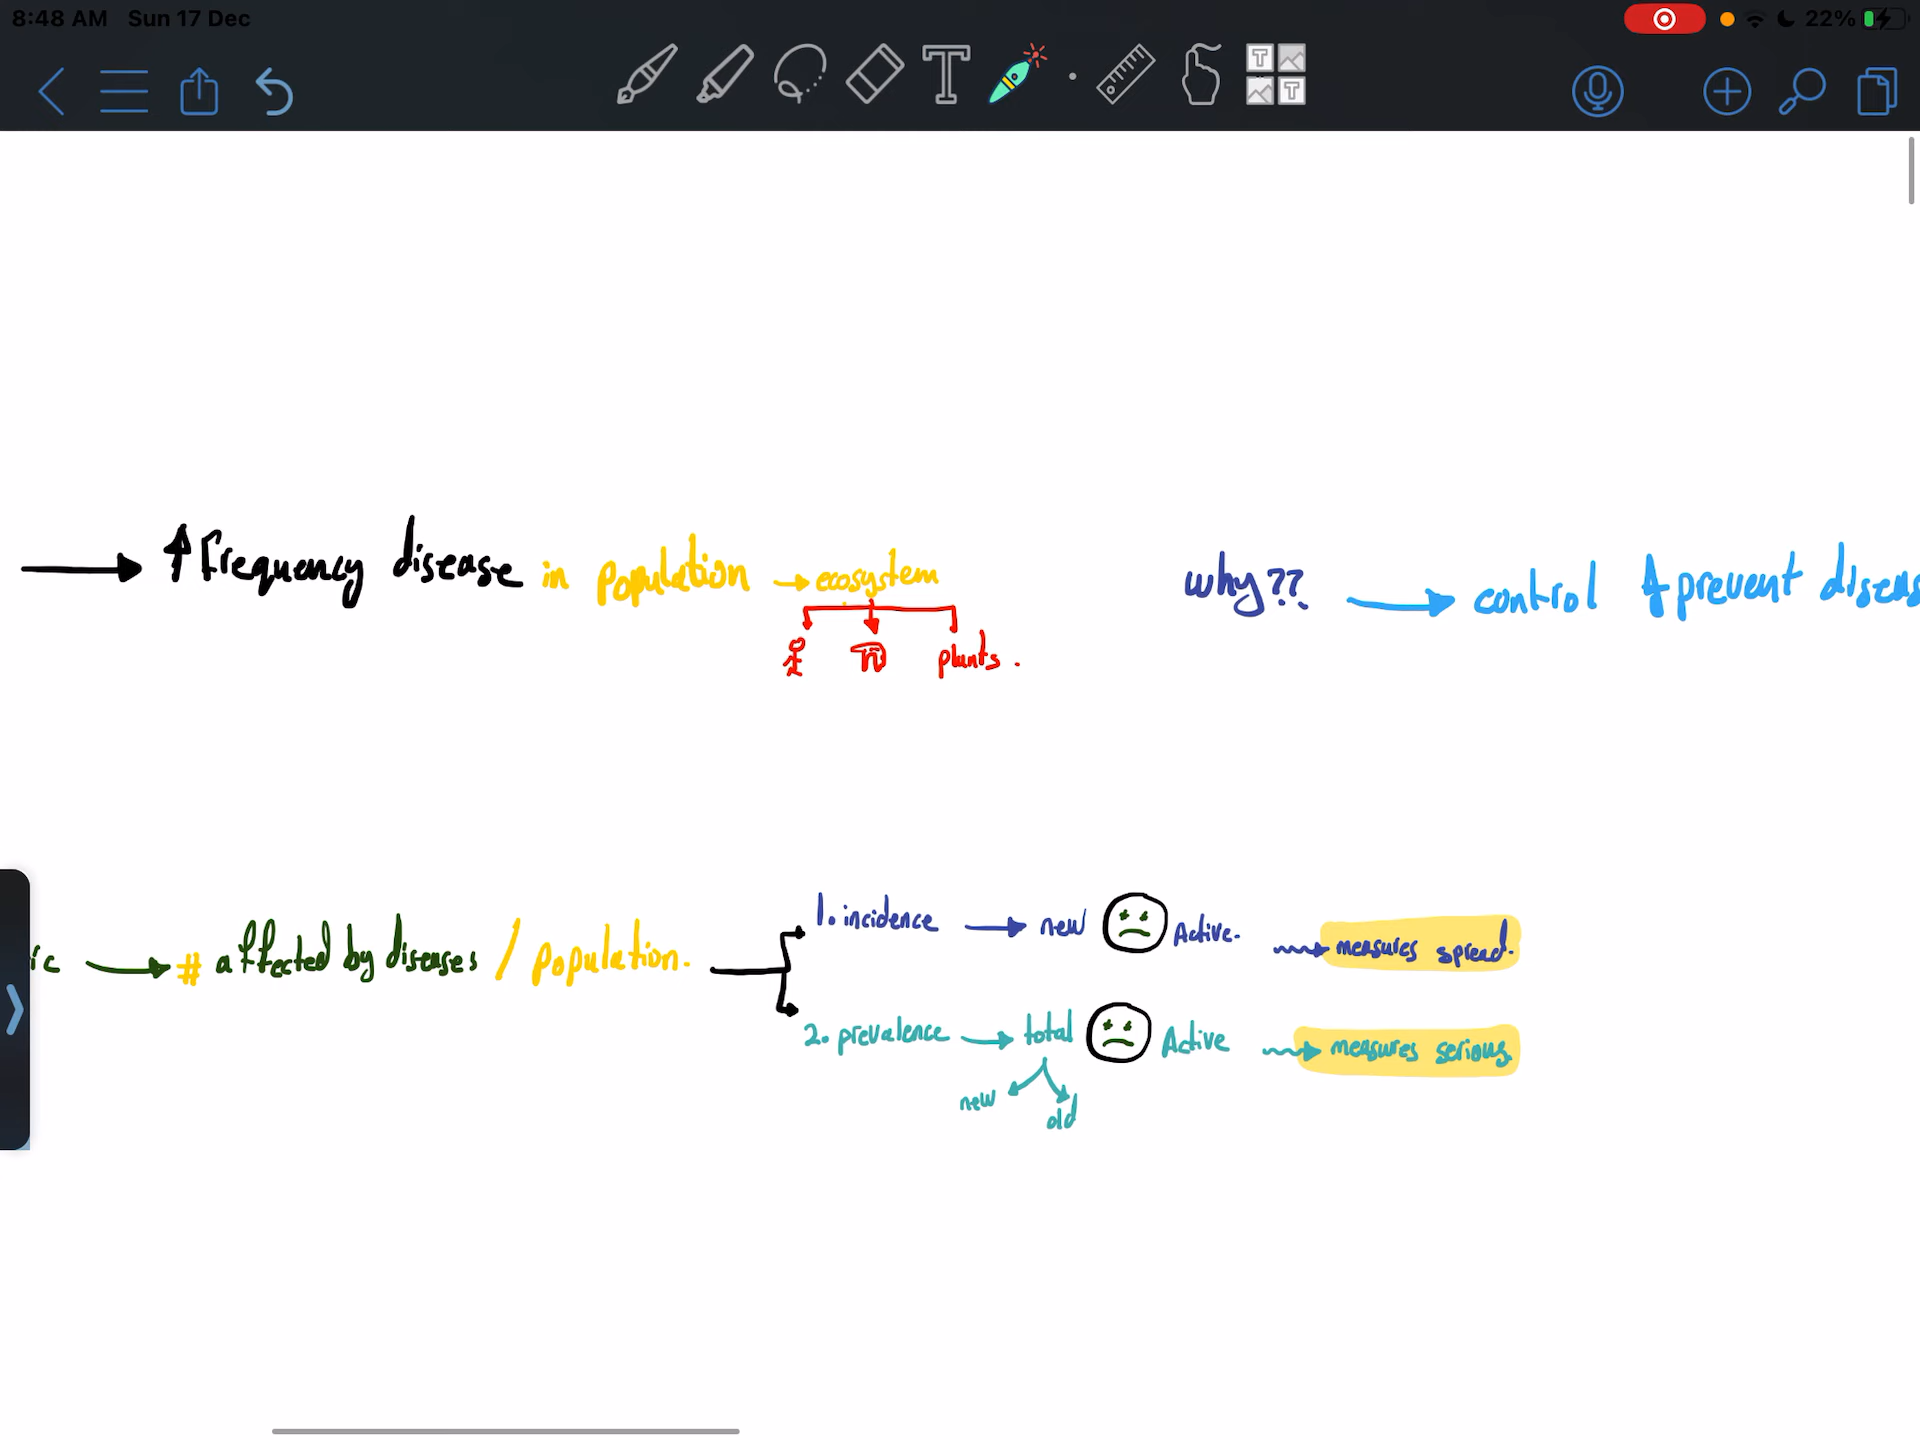 8:48 AM Sun 17 Dec
22%
T
↑ frequency disease in population → ecosystem
plants.
why?? → control & prevent diseas
ic → # affected by diseases / population.
1. incidence → new Active. measures spread.
2. prevalence → total Active measures serious
new old